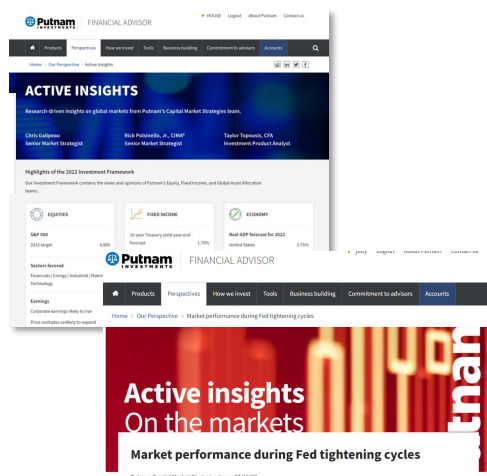 Putnam INVESTMENTS FINANCIAL ADVISOR
HOUSE Logout About Putnam Contact us
Products Perspectives How we invest Tools Business building Commitment to advisors Accounts
Home › Our Perspective › Active Insights
ACTIVE INSIGHTS
Research-driven insights on global markets from Putnam's Capital Market Strategies team.
Chris Galipeau Rick Polsinello, Jr., CIMA® Taylor Topousis, CFA
Senior Market Strategist Senior Market Strategist Investment Product Analyst
Highlights of the 2022 Investment Framework
Our Investment Framework contains the views and opinions of Putnam's Equity, Fixed Income, and Global Asset Allocation
teams.
EQUITIES
S&P 500
2022 target 4,900
Sectors favored
Financials | Energy | Industrial |
Technology
Earnings
Corporate earnings likely to rise
Price multiples unlikely to expand
FIXED INCOME
10-year Treasury yield year-end
forecast 1.75%
ECONOMY
Real GDP forecast for 2022
United States 3.75%
Putnam INVESTMENTS FINANCIAL ADVISOR
Judy Logout About Putnam Contact us
Products Perspectives How we invest Tools Business building Commitment to advisors Accounts
Home › Our Perspective › Market performance during Fed tightening cycles
Active insights
On the markets
tnam
Market performance during Fed tightening cycles